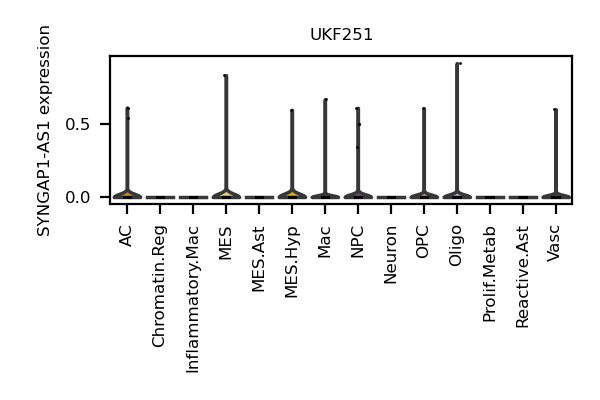 UKF251
SYNGAP1-AS1 expression
0.5
0.0
AC
Chromatin.Reg
Inflammatory.Mac
MES
MES.Ast
MES.Hyp
Mac
NPC
Neuron
OPC
Oligo
Prolif.Metab
Reactive.Ast
Vasc